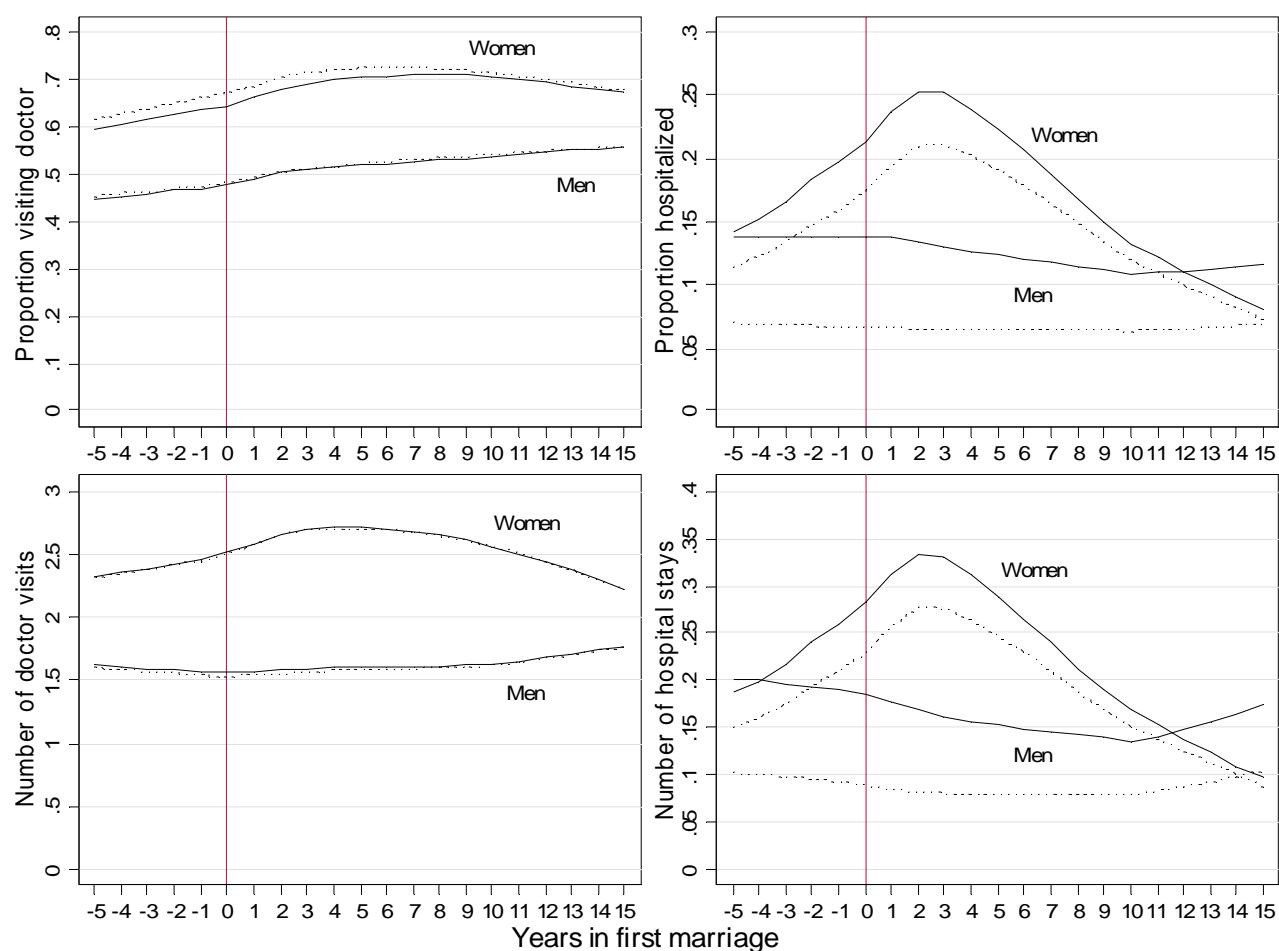 Proportion visiting doctor
.8
.7
.6
.5
.4
.3
.2
.1
0
Women
Men
-5 -4 -3 -2 -1 0 1 2 3 4 5 6 7 8 9 10 11 12 13 14 15
Proportion hospitalized
.3
.25
.2
.15
.1
.05
0
Women
Men
-5 -4 -3 -2 -1 0 1 2 3 4 5 6 7 8 9 10 11 12 13 14 15
Number of doctor visits
3
2.5
2
1.5
1
.5
0
Women
Men
-5 -4 -3 -2 -1 0 1 2 3 4 5 6 7 8 9 10 11 12 13 14 15
Number of hospital stays
.4
.35
.3
.25
.2
.15
.1
.05
0
Women
Men
-5 -4 -3 -2 -1 0 1 2 3 4 5 6 7 8 9 10 11 12 13 14 15
Years in first marriage